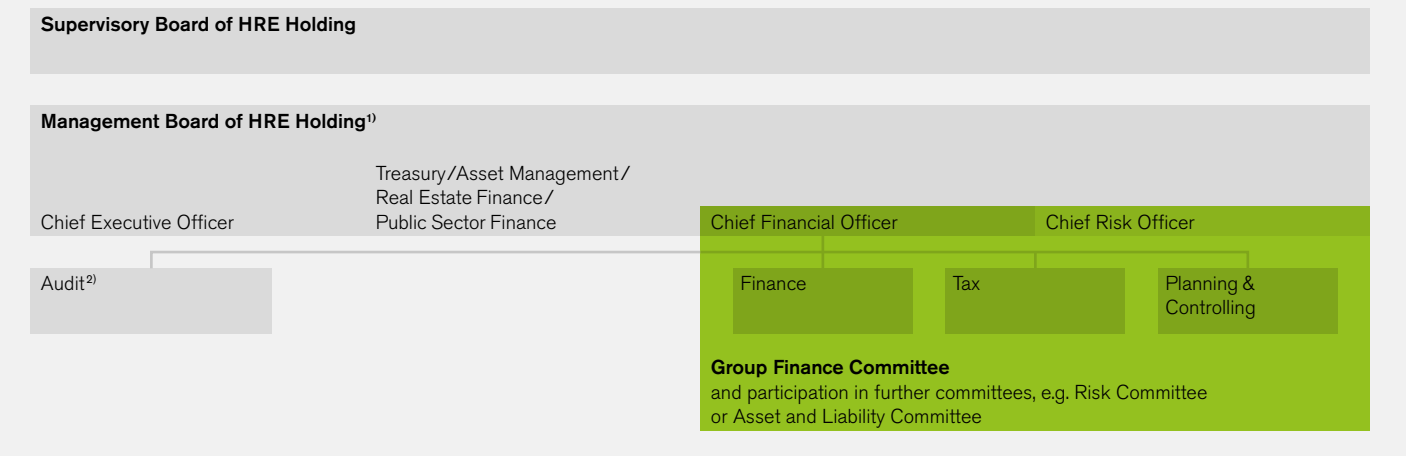 Supervisory Board of HRE Holding
Management Board of HRE Holding¹⁾
Chief Executive Officer
Treasury/Asset Management/
Real Estate Finance/
Public Sector Finance
Chief Financial Officer
Chief Risk Officer
Audit²⁾
Finance
Tax
Planning &
Controlling
Group Finance Committee
and participation in further committees, e.g. Risk Committee
or Asset and Liability Committee